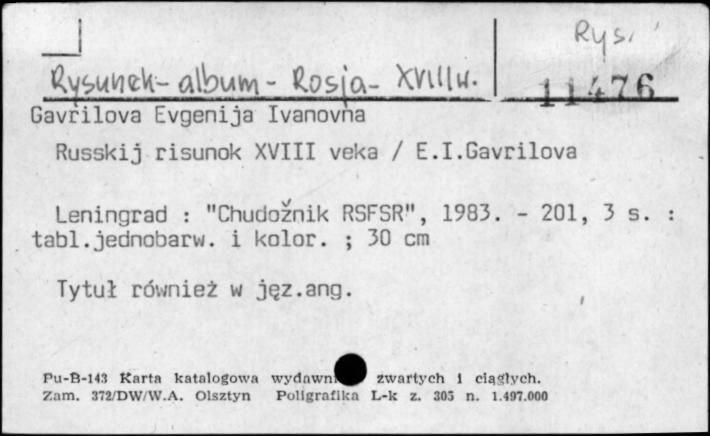 Rys.
Rysunek - album - Rosja - XVIIIw.
11476
Gavrilova Evgenija Ivanovna
Russkij risunok XVIII veka / E.I.Gavrilova
Leningrad : "Chudožnik RSFSR", 1983. - 201, 3 s. :
tabl.jednobarw. i kolor. ; 30 cm
Tytuł również w jęz.ang.
Pu-B-143 Karta katalogowa wydawni zwartych i ciągłych.
Zam. 372/DW/W.A. Olsztyn Poligrafika L-k z. 305 n. 1.497.000